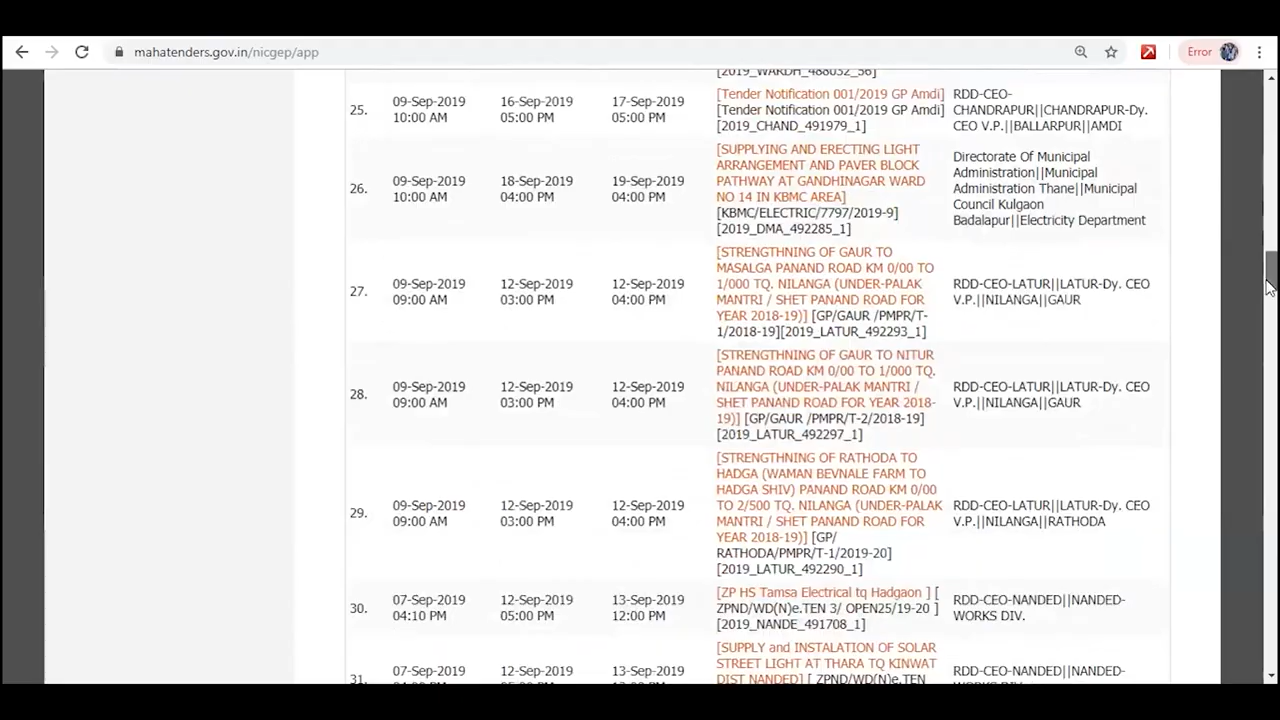 mahatenders.gov.in/nicgep/app
Error
[2019_WARDH_488032_56]
25.
09-Sep-2019
10:00 AM
16-Sep-2019
05:00 PM
17-Sep-2019
05:00 PM
[Tender Notification 001/2019 GP Amdi]
[Tender Notification 001/2019 GP Amdi]
[2019_CHAND_491979_1]
RDD-CEO-
CHANDRAPUR||CHANDRAPUR-Dy.
CEO V.P.||BALLARPUR||AMDI
26.
09-Sep-2019
10:00 AM
18-Sep-2019
04:00 PM
19-Sep-2019
04:00 PM
[SUPPLYING AND ERECTING LIGHT
ARRANGEMENT AND PAVER BLOCK
PATHWAY AT GANDHINAGAR WARD
NO 14 IN KBMC AREA]
[KBMC/ELECTRIC/7797/2019-9]
[2019_DMA_492285_1]
Directorate Of Municipal
Administration||Municipal
Administration Thane||Municipal
Council Kulgaon
Badalapur||Electricity Department
27.
09-Sep-2019
09:00 AM
12-Sep-2019
03:00 PM
12-Sep-2019
04:00 PM
[STRENGTHNING OF GAUR TO
MASALGA PANAND ROAD KM 0/00 TO
1/000 TQ. NILANGA (UNDER-PALAK
MANTRI / SHET PANAND ROAD FOR
YEAR 2018-19)] [GP/GAUR /PMPR/T-
1/2018-19][2019_LATUR_492293_1]
RDD-CEO-LATUR||LATUR-Dy. CEO
V.P.||NILANGA||GAUR
28.
09-Sep-2019
09:00 AM
12-Sep-2019
03:00 PM
12-Sep-2019
04:00 PM
[STRENGTHNING OF GAUR TO NITUR
PANAND ROAD KM 0/00 TO 1/000 TQ.
NILANGA (UNDER-PALAK MANTRI /
SHET PANAND ROAD FOR YEAR 2018-
19)] [GP/GAUR /PMPR/T-2/2018-19]
[2019_LATUR_492297_1]
RDD-CEO-LATUR||LATUR-Dy. CEO
V.P.||NILANGA||GAUR
29.
09-Sep-2019
09:00 AM
12-Sep-2019
03:00 PM
12-Sep-2019
04:00 PM
[STRENGTHNING OF RATHODA TO
HADGA (WAMAN BEVNALE FARM TO
HADGA SHIV) PANAND ROAD KM 0/00
TO 2/500 TQ. NILANGA (UNDER-PALAK
MANTRI / SHET PANAND ROAD FOR
YEAR 2018-19)] [GP/
RATHODA/PMPR/T-1/2019-20]
[2019_LATUR_492290_1]
RDD-CEO-LATUR||LATUR-Dy. CEO
V.P.||NILANGA||RATHODA
30.
07-Sep-2019
04:10 PM
12-Sep-2019
05:00 PM
13-Sep-2019
12:00 PM
[ZP HS Tamsa Electrical tq Hadgaon ] [
ZPND/WD(N)e.TEN 3/ OPEN25/19-20 ]
[2019_NANDE_491708_1]
RDD-CEO-NANDED||NANDED-
WORKS DIV.
31.
07-Sep-2019
12-Sep-2019
13-Sep-2019
[SUPPLY and INSTALATION OF SOLAR
STREET LIGHT AT THARA TQ KINWAT
DIST NANDED] [ ZPND/WD(N)e.TEN
RDD-CEO-NANDED||NANDED-